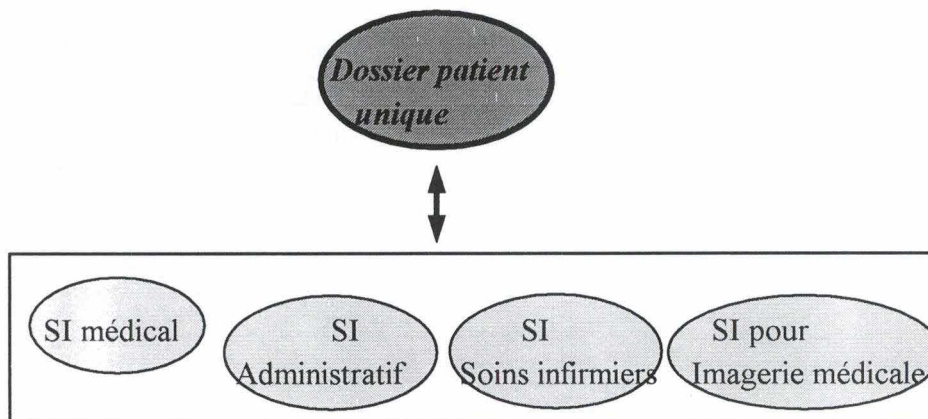 Dossier patient
unique
SI médical
SI
Administratif
SI
Soins infirmiers
SI pour
Imagerie médicale